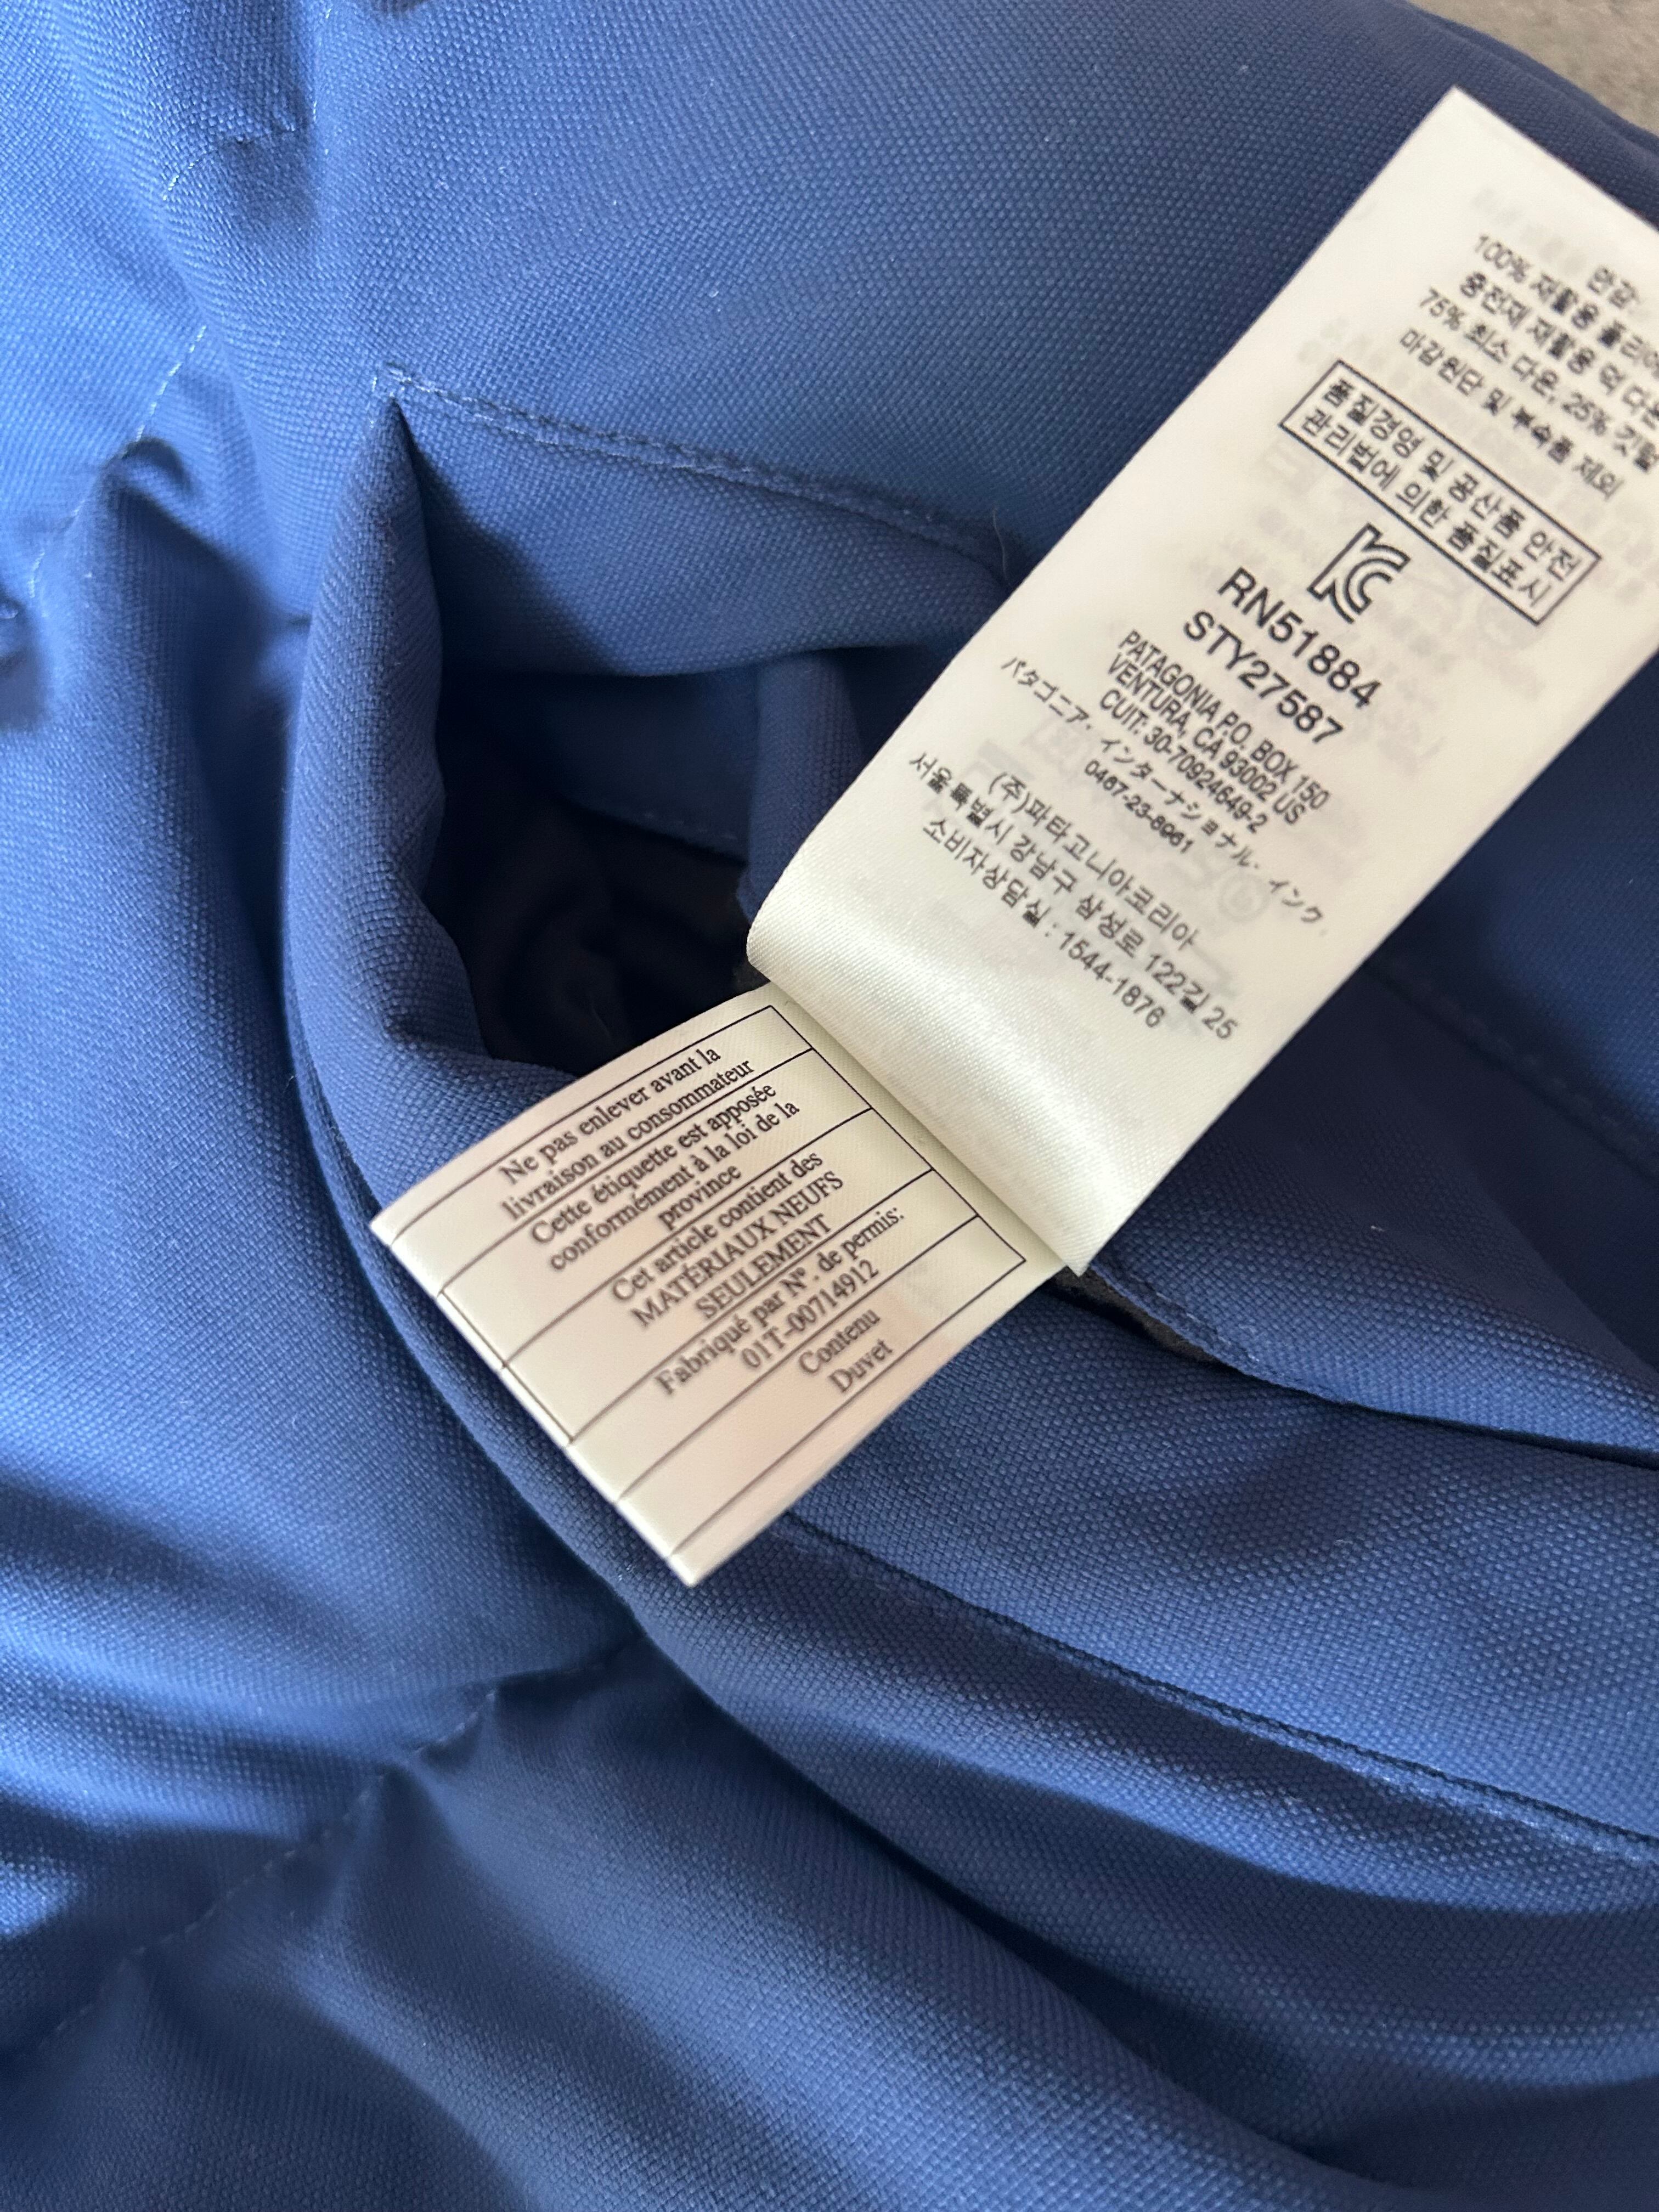 안감:
100% 재활용 폴리에
충전재 재활용 덕 다운
75% 최소 다운, 25% 깃털
마감원단 및 부속품 제외
품질경영 및 공산품 안전
관리법에 의한 품질표시
RN51884
STY27587
PATAGONIA P.O. BOX 150
VENTURA, CA 93002 US
CUIT: 30-70924649-2
パタゴニア・インターナショナル・インク
0467-23-8961
(주)파타고니아코리아
서울특별시 강남구 삼성로 122길 25
소비자상담실 : 1544-1876
Ne pas enlever avant la
livraison au consommateur
Cette étiquette est apposée
conformément à la loi de la
province
Cet article contient des
MATÉRIAUX NEUFS
SEULEMENT
Fabriqué par Nº. de permis:
01T-00714912
Contenu
Duvet